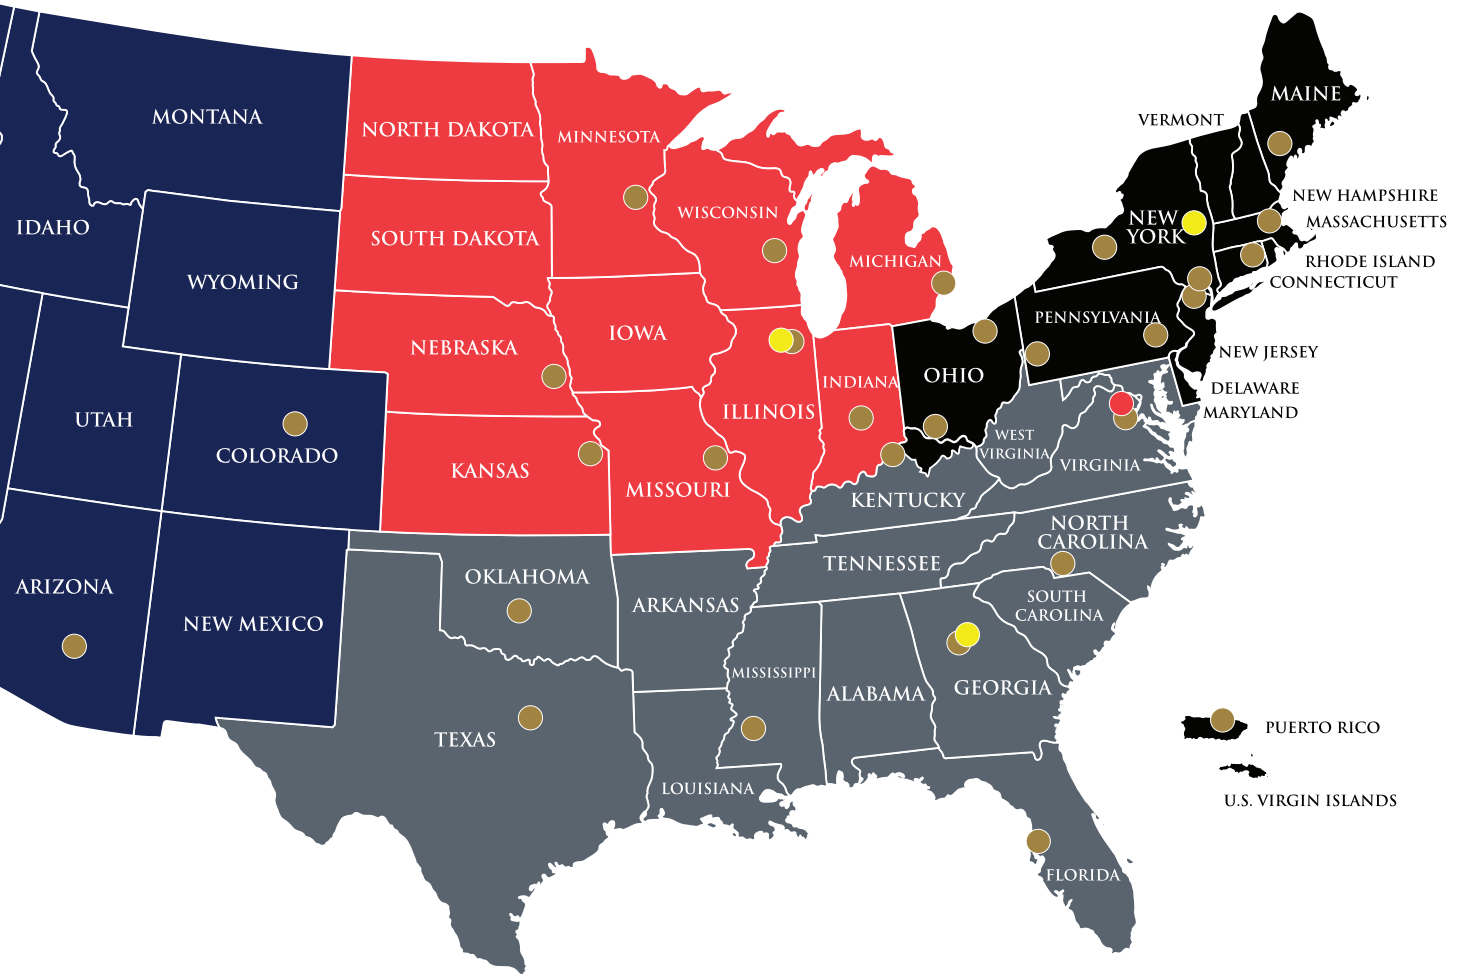 MAINE
MONTANA
VERMONT
NORTH DAKOTA
MINNESOTA
NEW HAMPSHIRE
WISCONSIN
MASSACHUSETTS
NEW
YORK
IDAHO
SOUTH DAKOTA
MICHIGAN
RHODE ISLAND
WYOMING
CONNECTICUT
PENNSYLVANIA
IOWA
NEBRASKA
NEW JERSEY
OHIO
INDIANA
DELAWARE
ILLINOIS
MARYLAND
UTAH
WEST
VIRGINIA
COLORADO
VIRGINIA
KANSAS
MISSOURI
KENTUCKY
NORTH
CAROLINA
TENNESSEE
OKLAHOMA
ARIZONA
SOUTH
CAROLINA
ARKANSAS
NEW MEXICO
MISSISSIPPI
GEORGIA
ALABAMA
PUERTO RICO
TEXAS
LOUISIANA
U.S. VIRGIN ISLANDS
FLORIDA